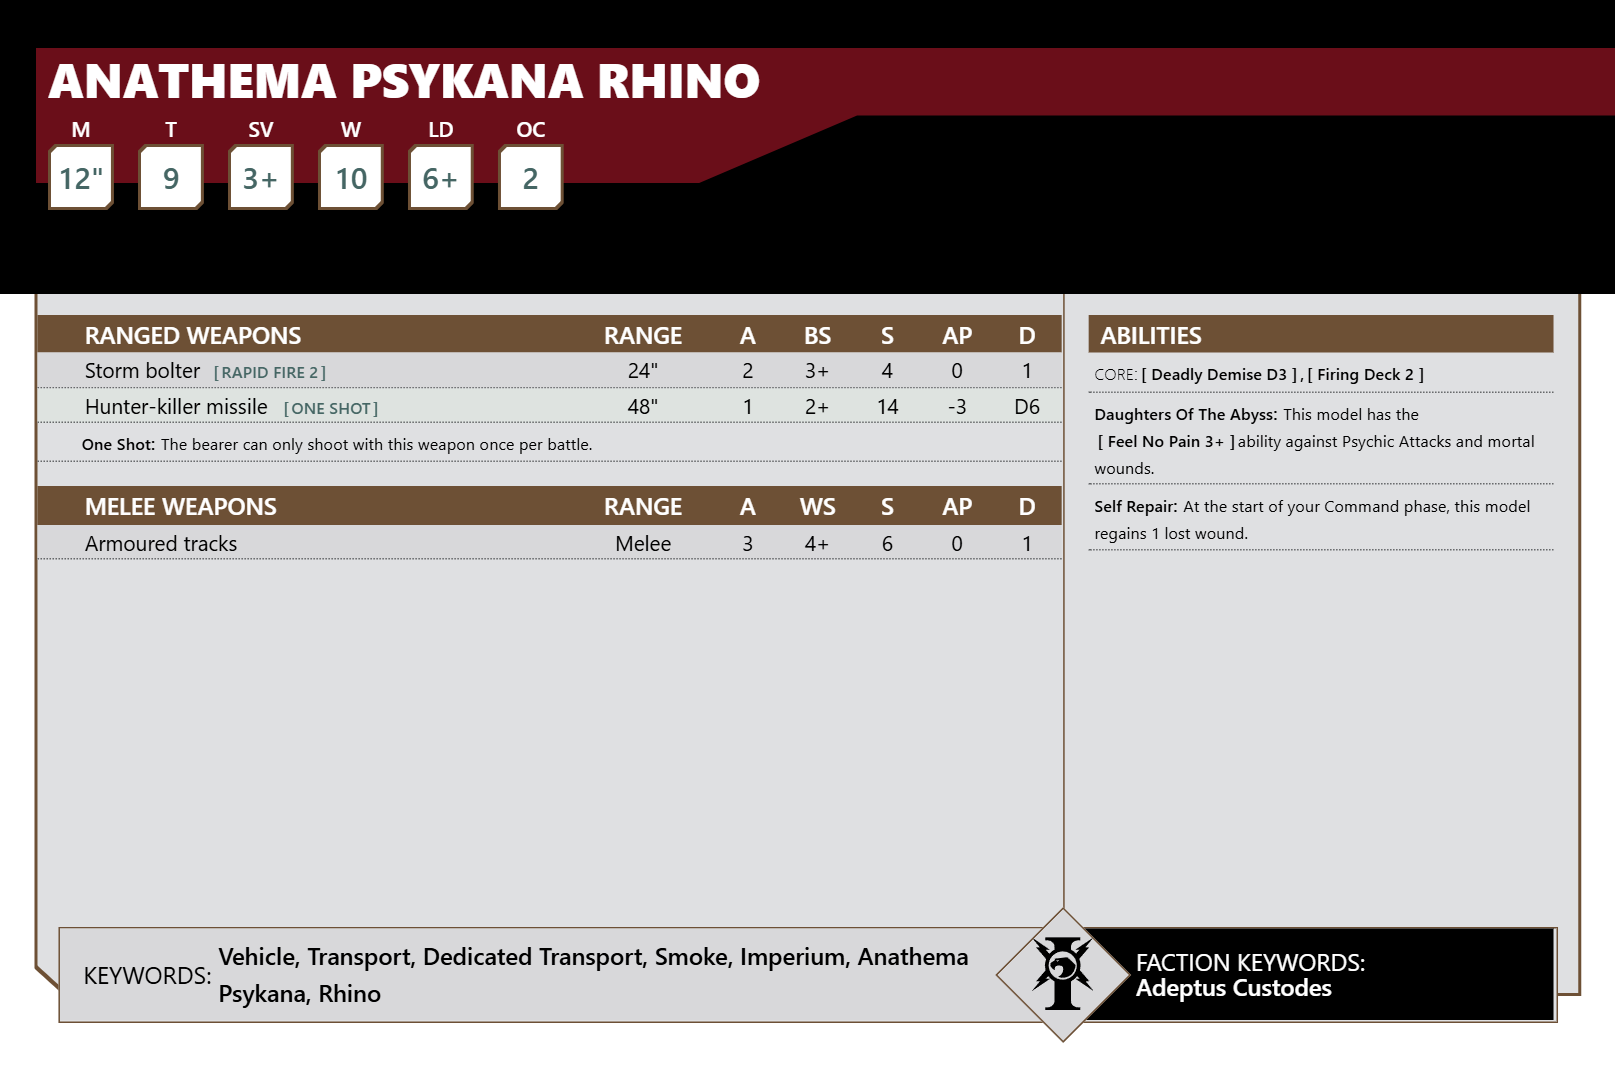 ANATHEMA PSYKANA RHINO
M T SV W LD OC
12" 9 3+ 10 6+ 2
RANGED WEAPONS RANGE A BS S AP D
Storm bolter [RAPID FIRE 2] 24" 2 3+ 4 0 1
Hunter-killer missile [ONE SHOT] 48" 1 2+ 14 -3 D6
One Shot: The bearer can only shoot with this weapon once per battle.
MELEE WEAPONS RANGE A WS S AP D
Armoured tracks Melee 3 4+ 6 0 1
ABILITIES
CORE: [ Deadly Demise D3 ] , [ Firing Deck 2 ]
Daughters Of The Abyss: This model has the
[ Feel No Pain 3+ ] ability against Psychic Attacks and mortal
wounds.
Self Repair: At the start of your Command phase, this model
regains 1 lost wound.
KEYWORDS: Vehicle, Transport, Dedicated Transport, Smoke, Imperium, Anathema
Psykana, Rhino
FACTION KEYWORDS:
Adeptus Custodes